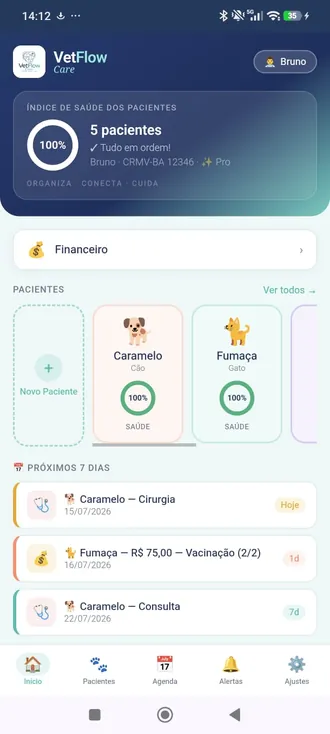 14:12
5G
35
VetFlow
Care
Bruno
ÍNDICE DE SAÚDE DOS PACIENTES
100%
5 pacientes
✓ Tudo em ordem!
Bruno · CRMV-BA 12346 · ✨ Pro
ORGANIZA · CONECTA · CUIDA
Financeiro
PACIENTES
Ver todos →
+
Novo Paciente
Caramelo
Cão
100%
SAÚDE
Fumaça
Gato
100%
SAÚDE
PRÓXIMOS 7 DIAS
Caramelo — Cirurgia
15/07/2026
Hoje
Fumaça — R$ 75,00 — Vacinação (2/2)
16/07/2026
1d
Caramelo — Consulta
22/07/2026
7d
Início
Pacientes
Agenda
Alertas
Ajustes